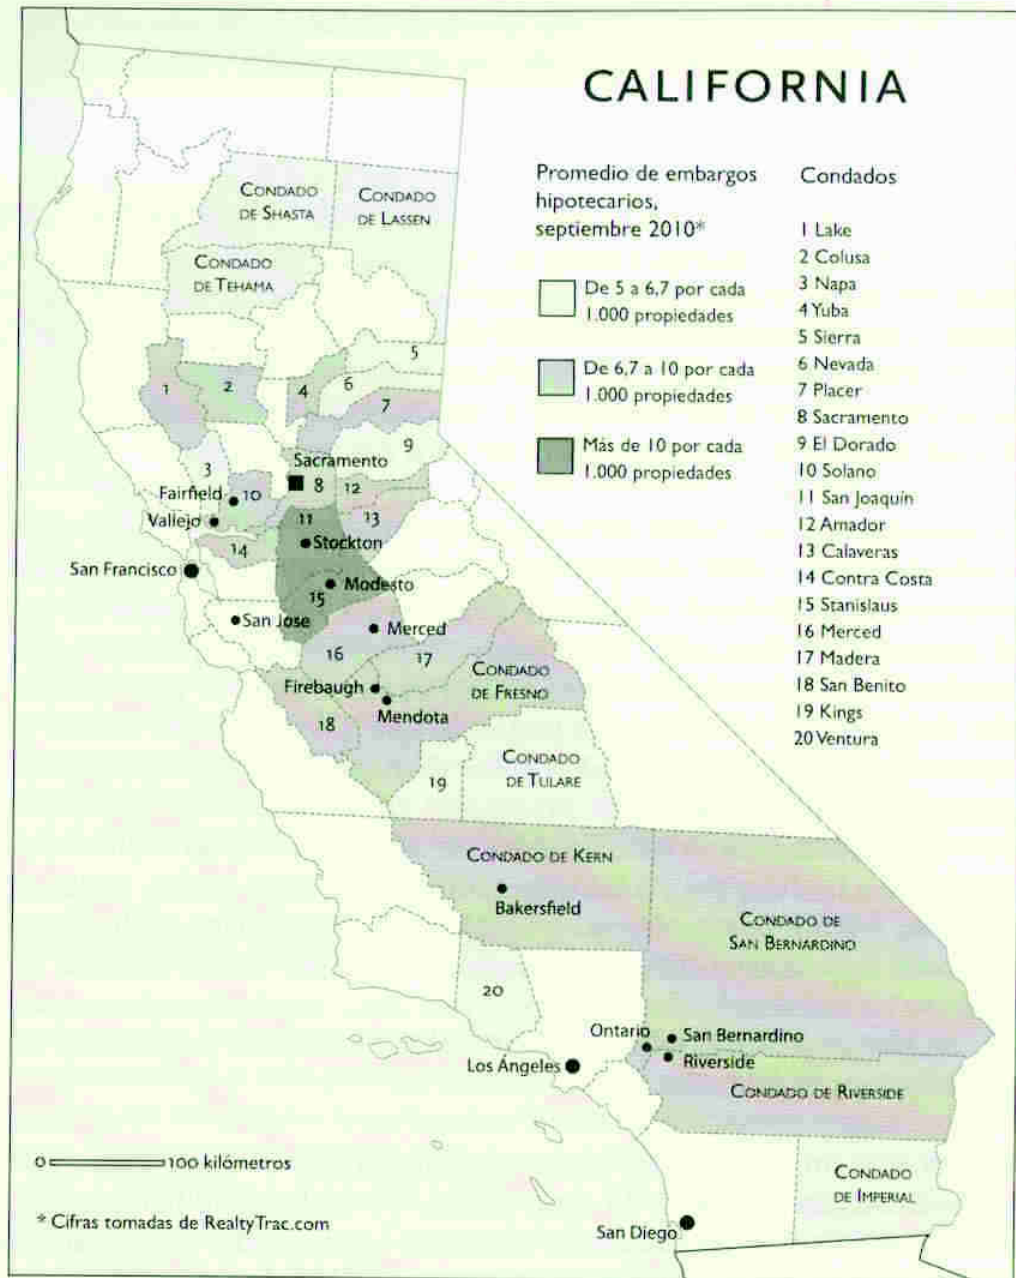 CALIFORNIA
Promedio de embargos
hipotecarios,
septiembre 2010*
De 5 a 6,7 por cada
1.000 propiedades
De 6,7 a 10 por cada
1.000 propiedades
Más de 10 por cada
1.000 propiedades
Condados
1 Lake
2 Colusa
3 Napa
4 Yuba
5 Sierra
6 Nevada
7 Placer
8 Sacramento
9 El Dorado
10 Solano
11 San Joaquín
12 Amador
13 Calaveras
14 Contra Costa
15 Stanislaus
16 Merced
17 Madera
18 San Benito
19 Kings
20 Ventura
CONDADO
DE SHASTA
CONDADO
DE LASSEN
CONDADO
DE TEHAMA
5
1
2
4
6
7
9
Sacramento
3
8
12
Fairfield
10
Vallejo
11
13
14
Stockton
San Francisco
Modesto
15
San Jose
Merced
16
17
CONDADO
DE FRESNO
Firebaugh
Mendota
18
19
CONDADO
DE TULARE
CONDADO DE KERN
Bakersfield
CONDADO DE
SAN BERNARDINO
20
Ontario
San Bernardino
Los Ángeles
Riverside
CONDADO DE RIVERSIDE
0 100 kilómetros
CONDADO
DE IMPERIAL
* Cifras tomadas de RealtyTrac.com
San Diego